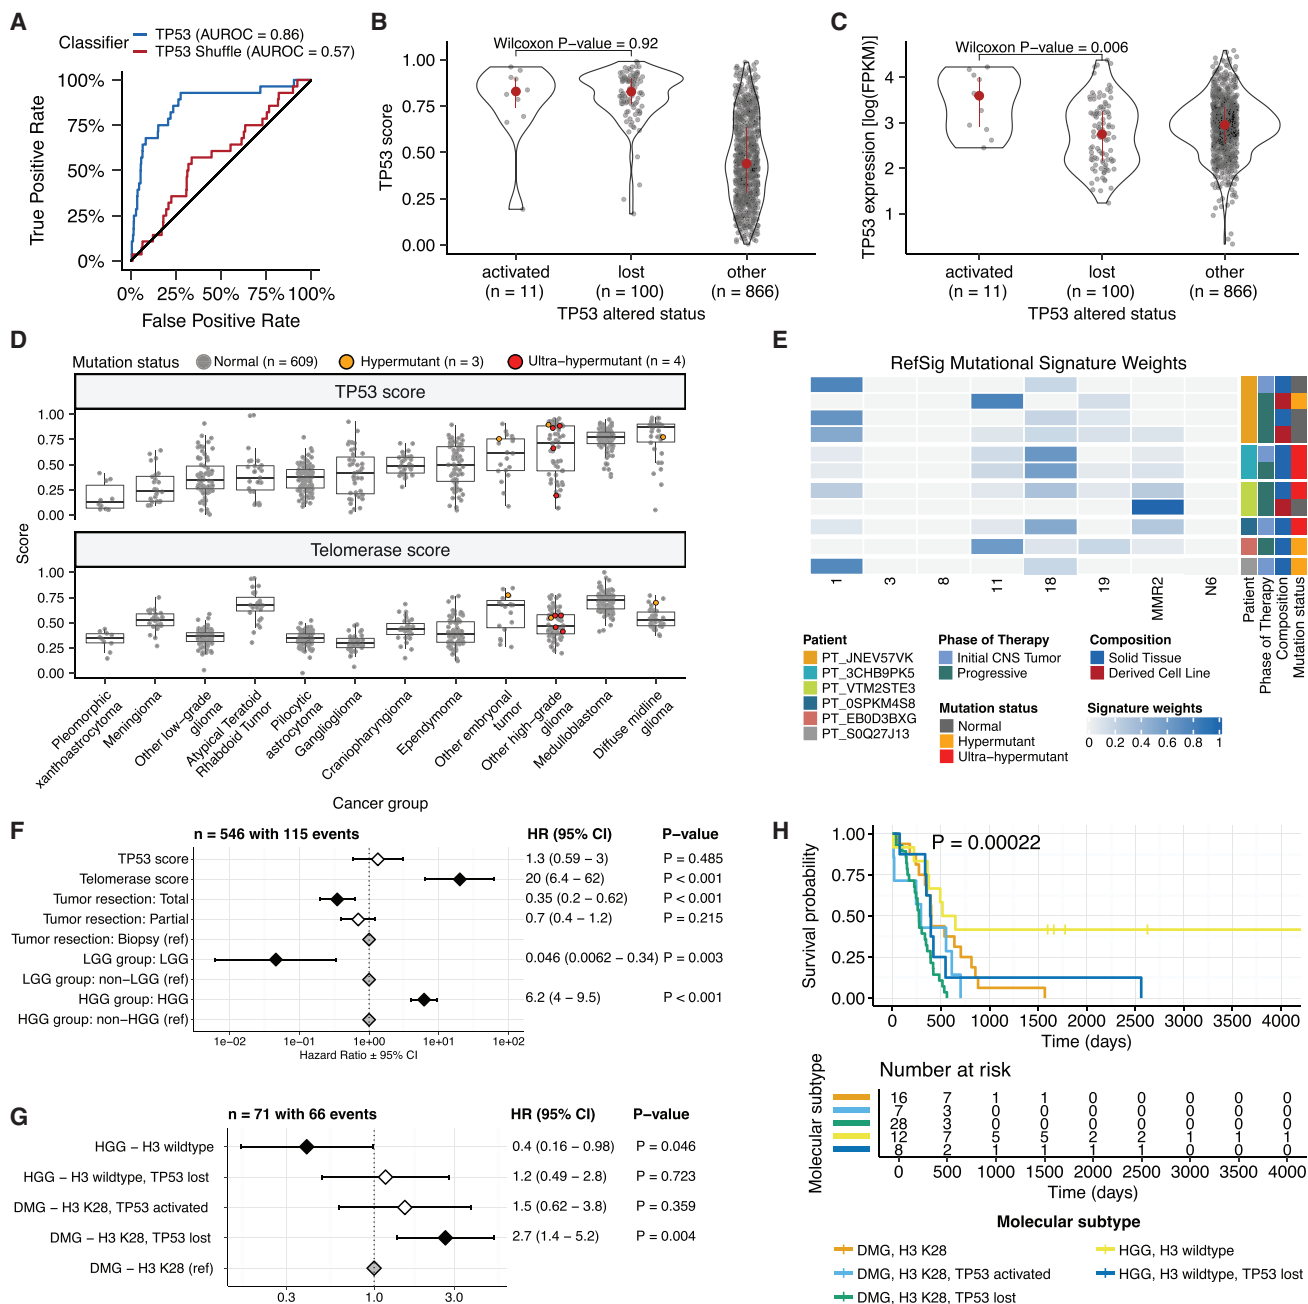 A
Classifier
TP53 (AUROC = 0.86)
TP53 Shuffle (AUROC = 0.57)
True Positive Rate
100%
75%
50%
25%
0%
0% 25% 50% 75% 100%
False Positive Rate
B
Wilcoxon P-value = 0.92
TP53 score
1.00
0.75
0.50
0.25
0.00
activated lost other
(n = 11) (n = 100) (n = 866)
TP53 altered status
C
Wilcoxon P-value = 0.006
TP53 expression [log(FPKM)]
4
3
2
1
activated lost other
(n = 11) (n = 100) (n = 866)
TP53 altered status
D
Mutation status Normal (n = 609) Hypermutant (n = 3) Ultra-hypermutant (n = 4)
TP53 score
1.00
0.75
0.50
0.25
0.00
Score
Telomerase score
1.00
0.75
0.50
0.25
0.00
Pleomorphic xanthoastrocytoma
Meningioma
Other low-grade glioma
Atypical Teratoid Rhabdoid Tumor
Pilocytic astrocytoma
Ganglioglioma
Craniopharyngioma
Ependymoma
Other embryonal tumor
Other high-grade glioma
Medulloblastoma
Diffuse midline glioma
Cancer group
E
RefSig Mutational Signature Weights
1 3 8 11 18 19 MMR2 N6
Patient
Phase of Therapy
Composition
Mutation status
Patient
PT_JNEV57VK
PT_3CHB9PK5
PT_VTM2STE3
PT_0SPKM4S8
PT_EB0D3BXG
PT_S0Q27J13
Phase of Therapy
Initial CNS Tumor
Progressive
Composition
Solid Tissue
Derived Cell Line
Mutation status
Normal
Hypermutant
Ultra-hypermutant
Signature weights
0 0.2 0.4 0.6 0.8 1
F
n = 546 with 115 events HR (95% CI) P-value
TP53 score 1.3 (0.59 - 3) P = 0.485
Telomerase score 20 (6.4 - 62) P < 0.001
Tumor resection: Total 0.35 (0.2 - 0.62) P < 0.001
Tumor resection: Partial 0.7 (0.4 - 1.2) P = 0.215
Tumor resection: Biopsy (ref)
LGG group: LGG 0.046 (0.0062 - 0.34) P = 0.003
LGG group: non-LGG (ref)
HGG group: HGG 6.2 (4 - 9.5) P < 0.001
HGG group: non-HGG (ref)
1e-02 1e-01 1e+00 1e+01 1e+02
Hazard Ratio ± 95% CI
G
n = 71 with 66 events HR (95% CI) P-value
HGG - H3 wildtype 0.4 (0.16 - 0.98) P = 0.046
HGG - H3 wildtype, TP53 lost 1.2 (0.49 - 2.8) P = 0.723
DMG - H3 K28, TP53 activated 1.5 (0.62 - 3.8) P = 0.359
DMG - H3 K28, TP53 lost 2.7 (1.4 - 5.2) P = 0.004
DMG - H3 K28 (ref)
0.3 1.0 3.0
H
P = 0.00022
Survival probability
1.00
0.75
0.50
0.25
0.00
0 500 1000 1500 2000 2500 3000 3500 4000
Time (days)
Number at risk
Molecular subtype
16 7 1 1 0 0 0 0 0
7 3 0 0 0 0 0 0 0
28 3 0 0 0 0 0 0 0
12 7 5 5 2 2 1 1 1
8 2 1 1 1 1 0 0 0
0 500 1000 1500 2000 2500 3000 3500 4000
Time (days)
Molecular subtype
DMG, H3 K28
DMG, H3 K28, TP53 activated
DMG, H3 K28, TP53 lost
HGG, H3 wildtype
HGG, H3 wildtype, TP53 lost